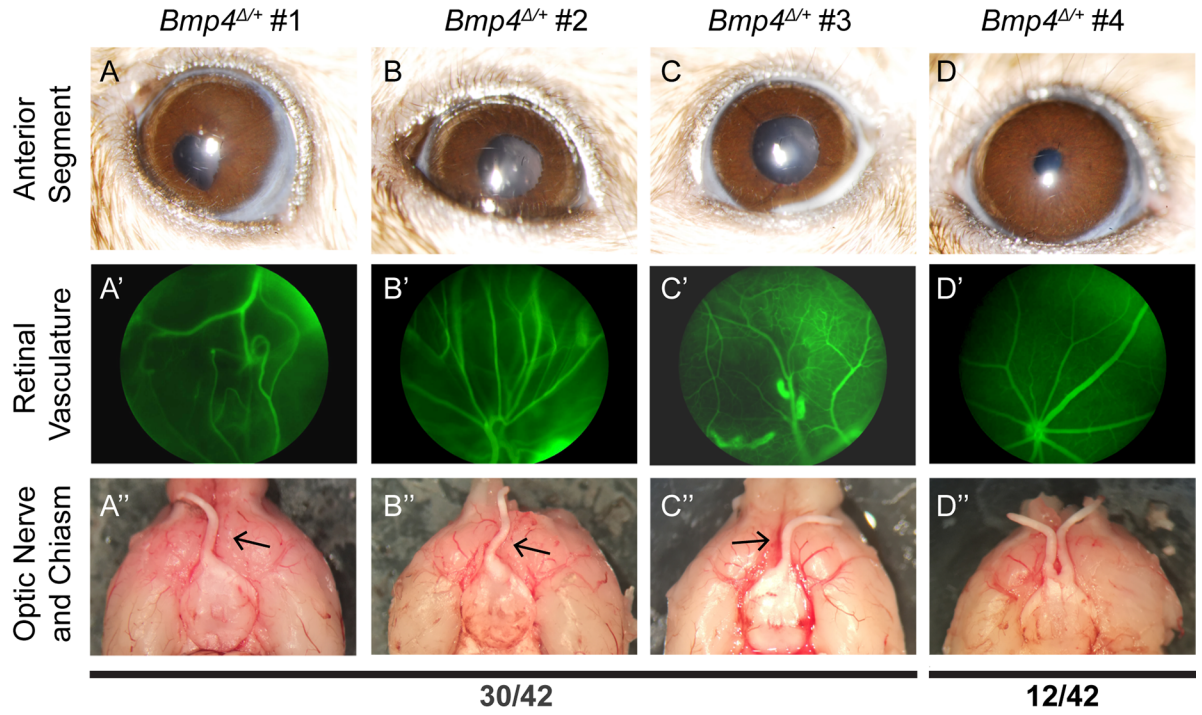 Bmp4Δ/+ #1
Bmp4Δ/+ #2
Bmp4Δ/+ #3
Bmp4Δ/+ #4
Anterior
Segment
A
B
C
D
Retinal
Vasculature
A'
B'
C'
D'
Optic Nerve
and Chiasm
A''
B''
C''
D''
30/42
12/42